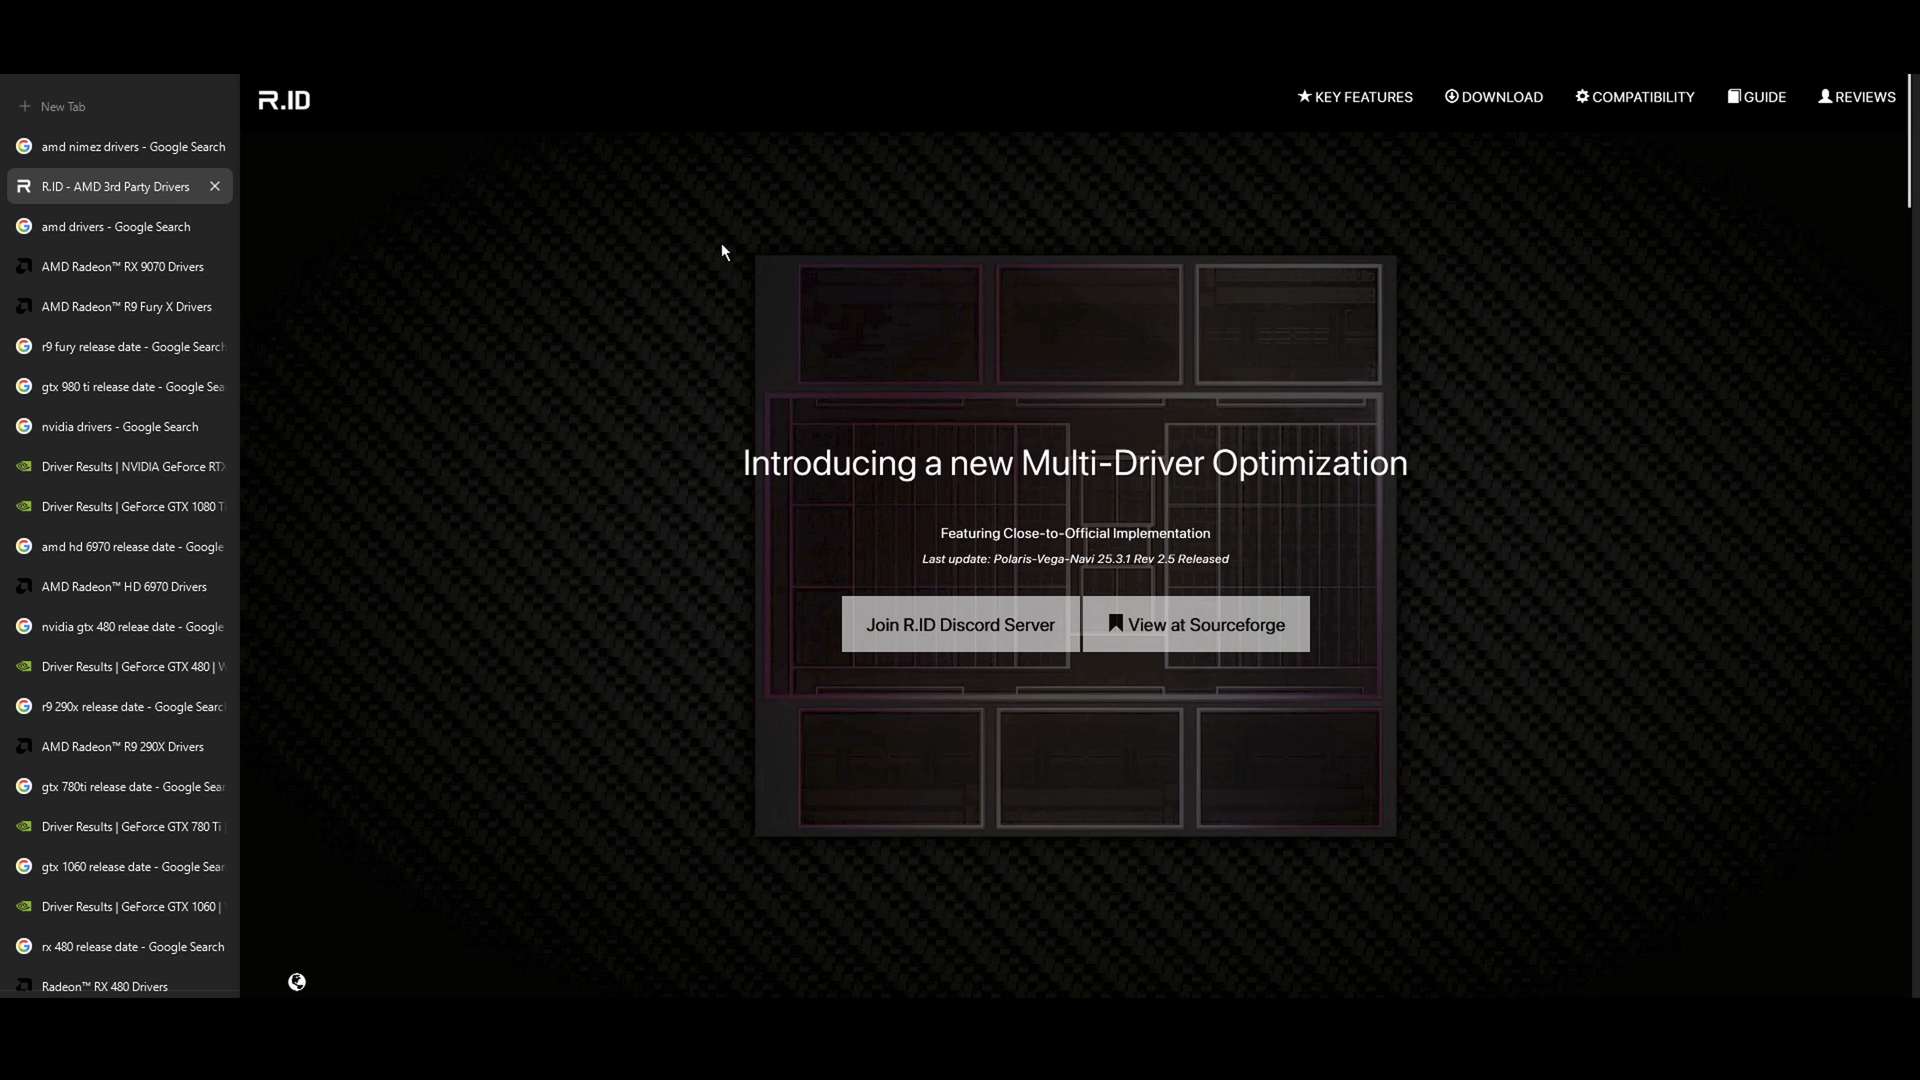 New Tab
amd nimez drivers - Google Search
R.ID - AMD 3rd Party Drivers
amd drivers - Google Search
AMD Radeon™ RX 9070 Drivers
AMD Radeon™ R9 Fury X Drivers
r9 fury release date - Google Search
gtx 980 ti release date - Google Sea
nvidia drivers - Google Search
Driver Results | NVIDIA GeForce RTX
Driver Results | GeForce GTX 1080 Ti
amd hd 6970 release date - Google
AMD Radeon™ HD 6970 Drivers
nvidia gtx 480 releae date - Google
Driver Results | GeForce GTX 480 | W
r9 290x release date - Google Searc
AMD Radeon™ R9 290X Drivers
gtx 780ti release date - Google Sear
Driver Results | GeForce GTX 780 Ti |
gtx 1060 release date - Google Sear
Driver Results | GeForce GTX 1060 |
rx 480 release date - Google Search
Radeon™ RX 480 Drivers
R.ID
KEY FEATURES
DOWNLOAD
COMPATIBILITY
GUIDE
REVIEWS
Introducing a new Multi-Driver Optimization
Featuring Close-to-Official Implementation
Last update: Polaris-Vega-Navi 25.3.1 Rev 2.5 Released
Join R.ID Discord Server
View at Sourceforge